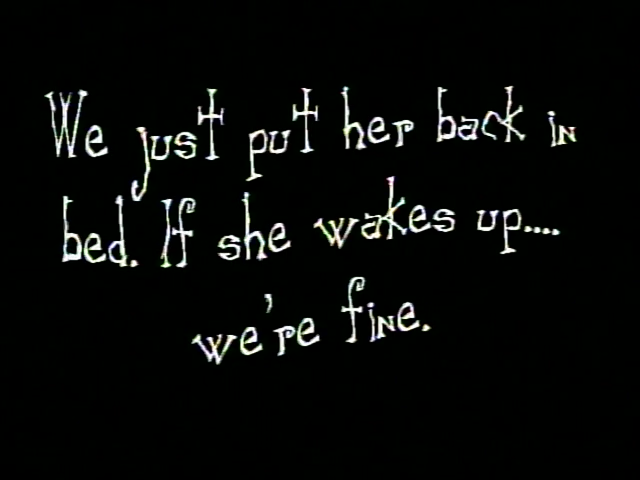 We just put her back in
bed. If she wakes up....
we're fine.